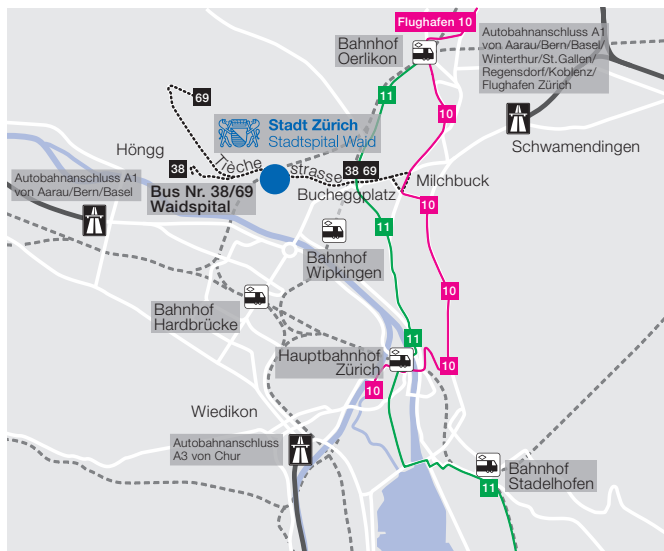 Flughafen 10
Bahnhof
Oerlikon
Autobahnanschluss A1
von Aarau/Bern/Basel/
Winterthur/St.Gallen/
Regensdorf/Koblenz/
Flughafen Zürich
11
69
10
Stadt Zürich
Stadtspital Waid
Höngg
Schwamendingen
38
Trièche
strasse
38 69
Milchbuck
Autobahnanschluss A1
von Aarau/Bern/Basel
Bus Nr. 38/69
Waidspital
Bucheggplatz
10
11
Bahnhof
Wipkingen
10
Bahnhof
Hardbrücke
11
Hauptbahnhof
Zürich
10
10
Wiedikon
Autobahnanschluss
A3 von Chur
Bahnhof
Stadelhofen
11